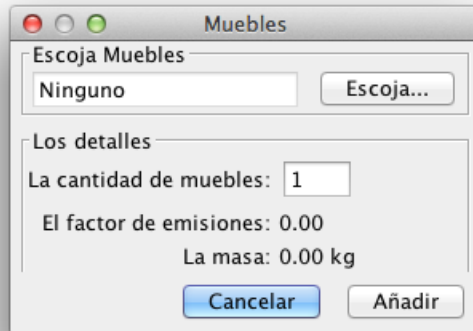 Muebles
Escoja Muebles
Ninguno Escoja...
Los detalles
La cantidad de muebles: 1
El factor de emisiones: 0.00
La masa: 0.00 kg
Cancelar Añadir